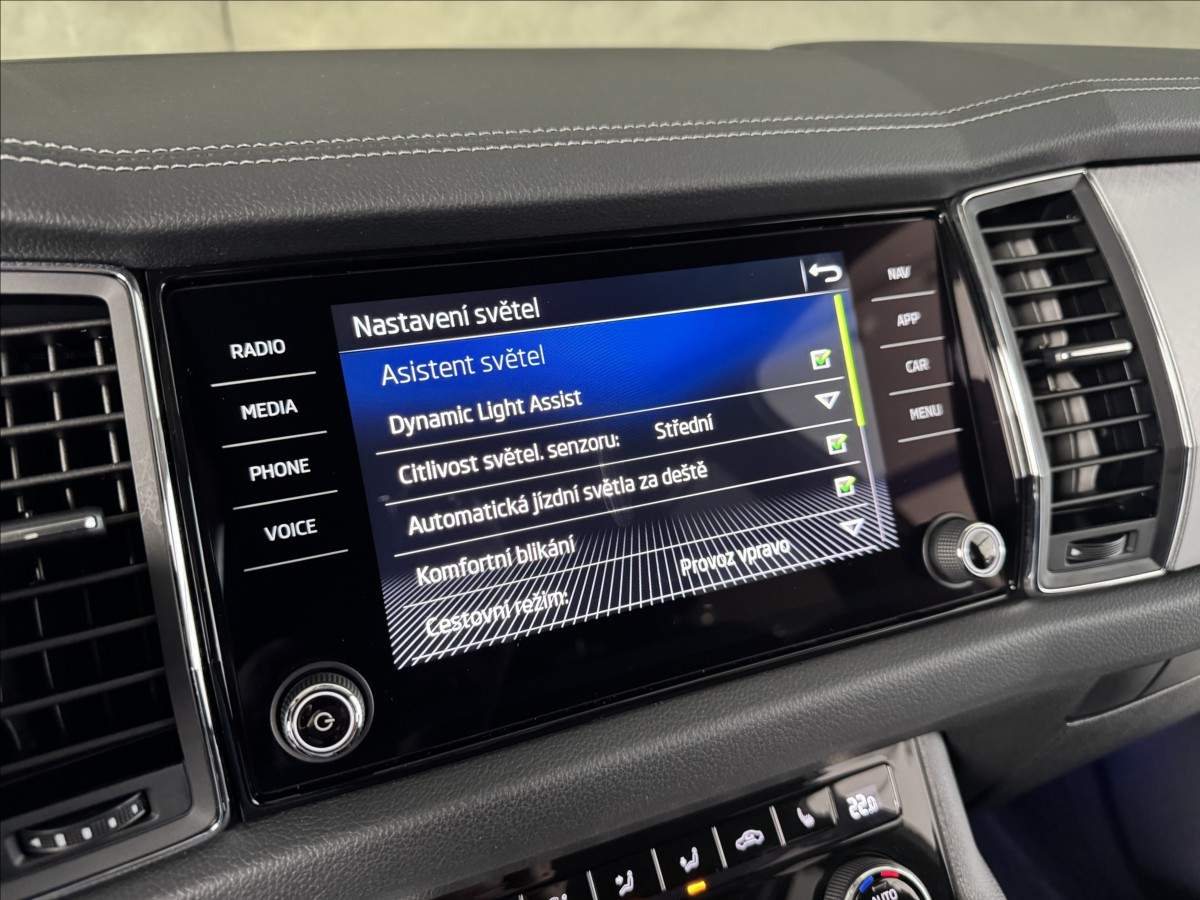 Nastavení světel
Asistent světel
Dynamic Light Assist
Citlivost světel. senzoru: Střední
Automatická jízdní světla za deště
Komfortní blikání
Cestovní režim: Provoz vpravo
RADIO
MEDIA
PHONE
VOICE
NAV
APP
CAR
MENU
22.0
AUTO